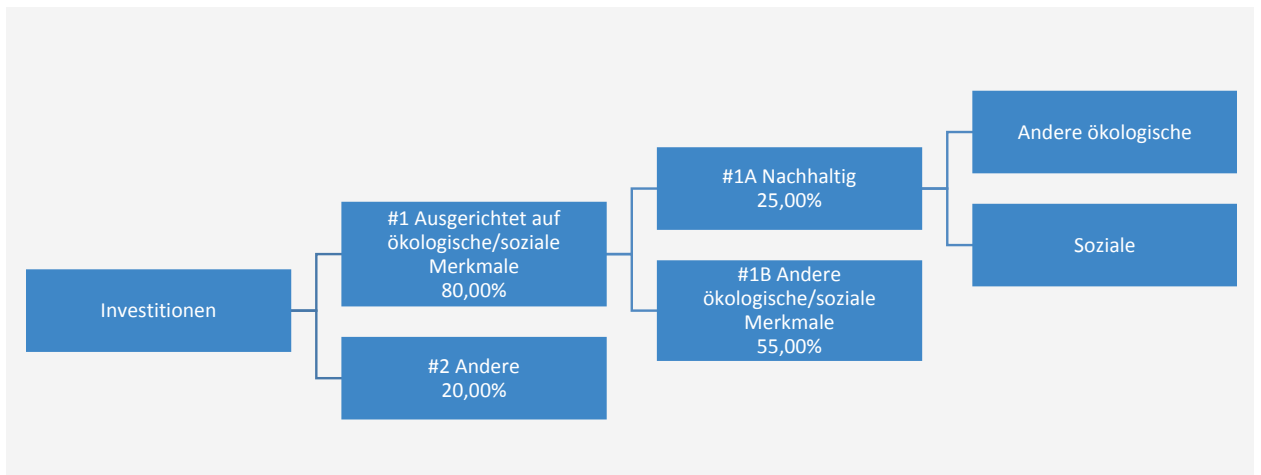 Investitionen
#1 Ausgerichtet auf
ökologische/soziale
Merkmale
80,00%
#2 Andere
20,00%
#1A Nachhaltig
25,00%
#1B Andere
ökologische/soziale
Merkmale
55,00%
Andere ökologische
Soziale